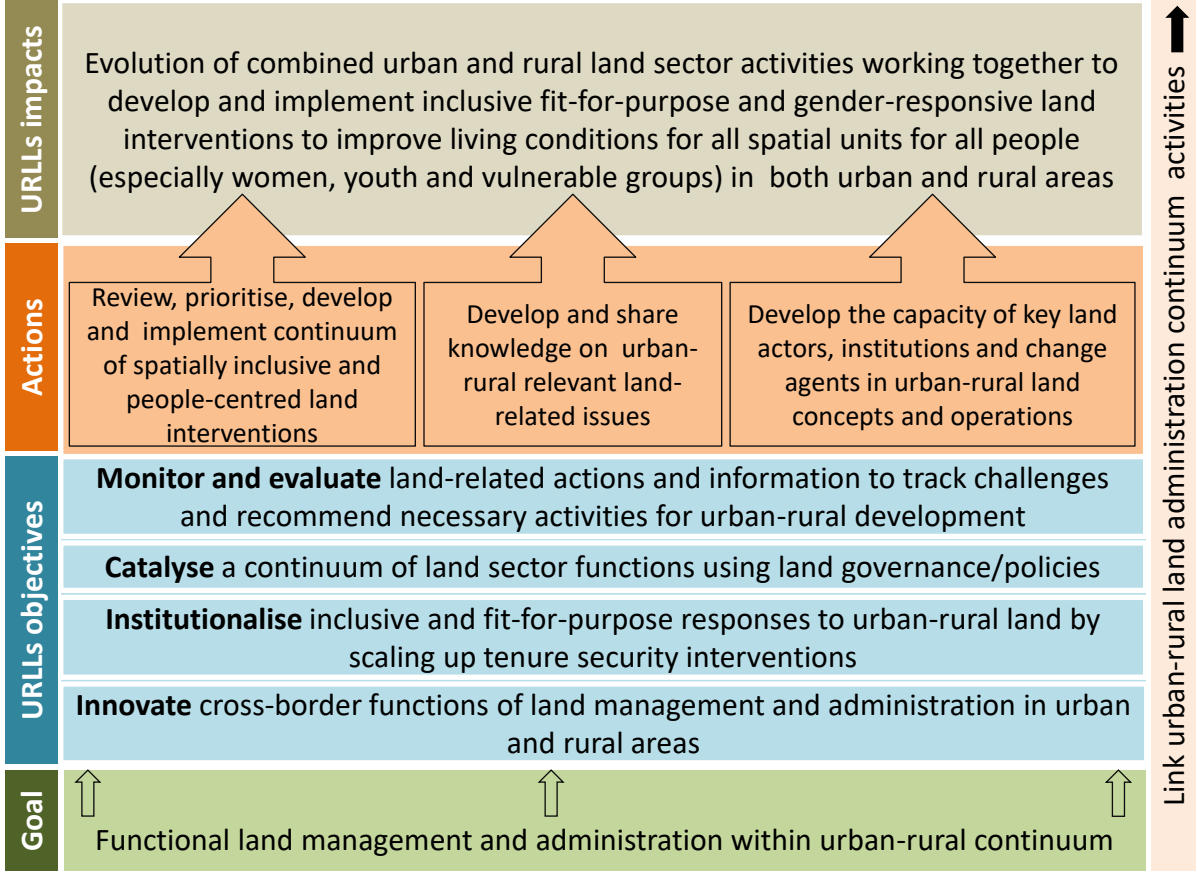 URLLs impacts
Evolution of combined urban and rural land sector activities working together to
develop and implement inclusive fit-for-purpose and gender-responsive land
interventions to improve living conditions for all spatial units for all people
(especially women, youth and vulnerable groups) in both urban and rural areas
Actions
Review, prioritise, develop
and implement continuum
of spatially inclusive and
people-centred land
interventions
Develop and share
knowledge on urban-
rural relevant land-
related issues
Develop the capacity of key land
actors, institutions and change
agents in urban-rural land
concepts and operations
URLLs objectives
Monitor and evaluate land-related actions and information to track challenges
and recommend necessary activities for urban-rural development
Catalyse a continuum of land sector functions using land governance/policies
Institutionalise inclusive and fit-for-purpose responses to urban-rural land by
scaling up tenure security interventions
Innovate cross-border functions of land management and administration in urban
and rural areas
Goal
Functional land management and administration within urban-rural continuum
Link urban-rural land administration continuum activities